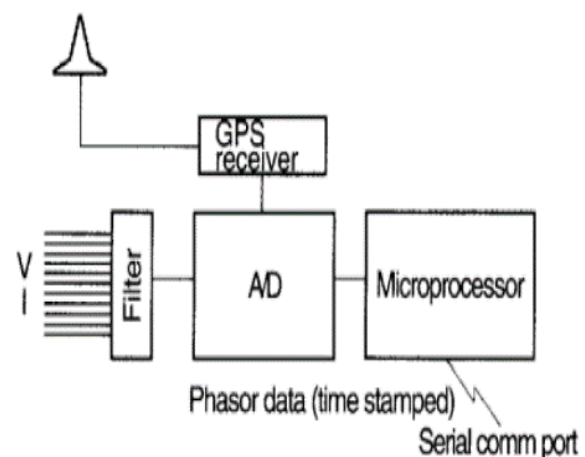 GPS
receiver
V
I
Filter
A/D
Microprocessor
Phasor data (time stamped)
Serial comm port